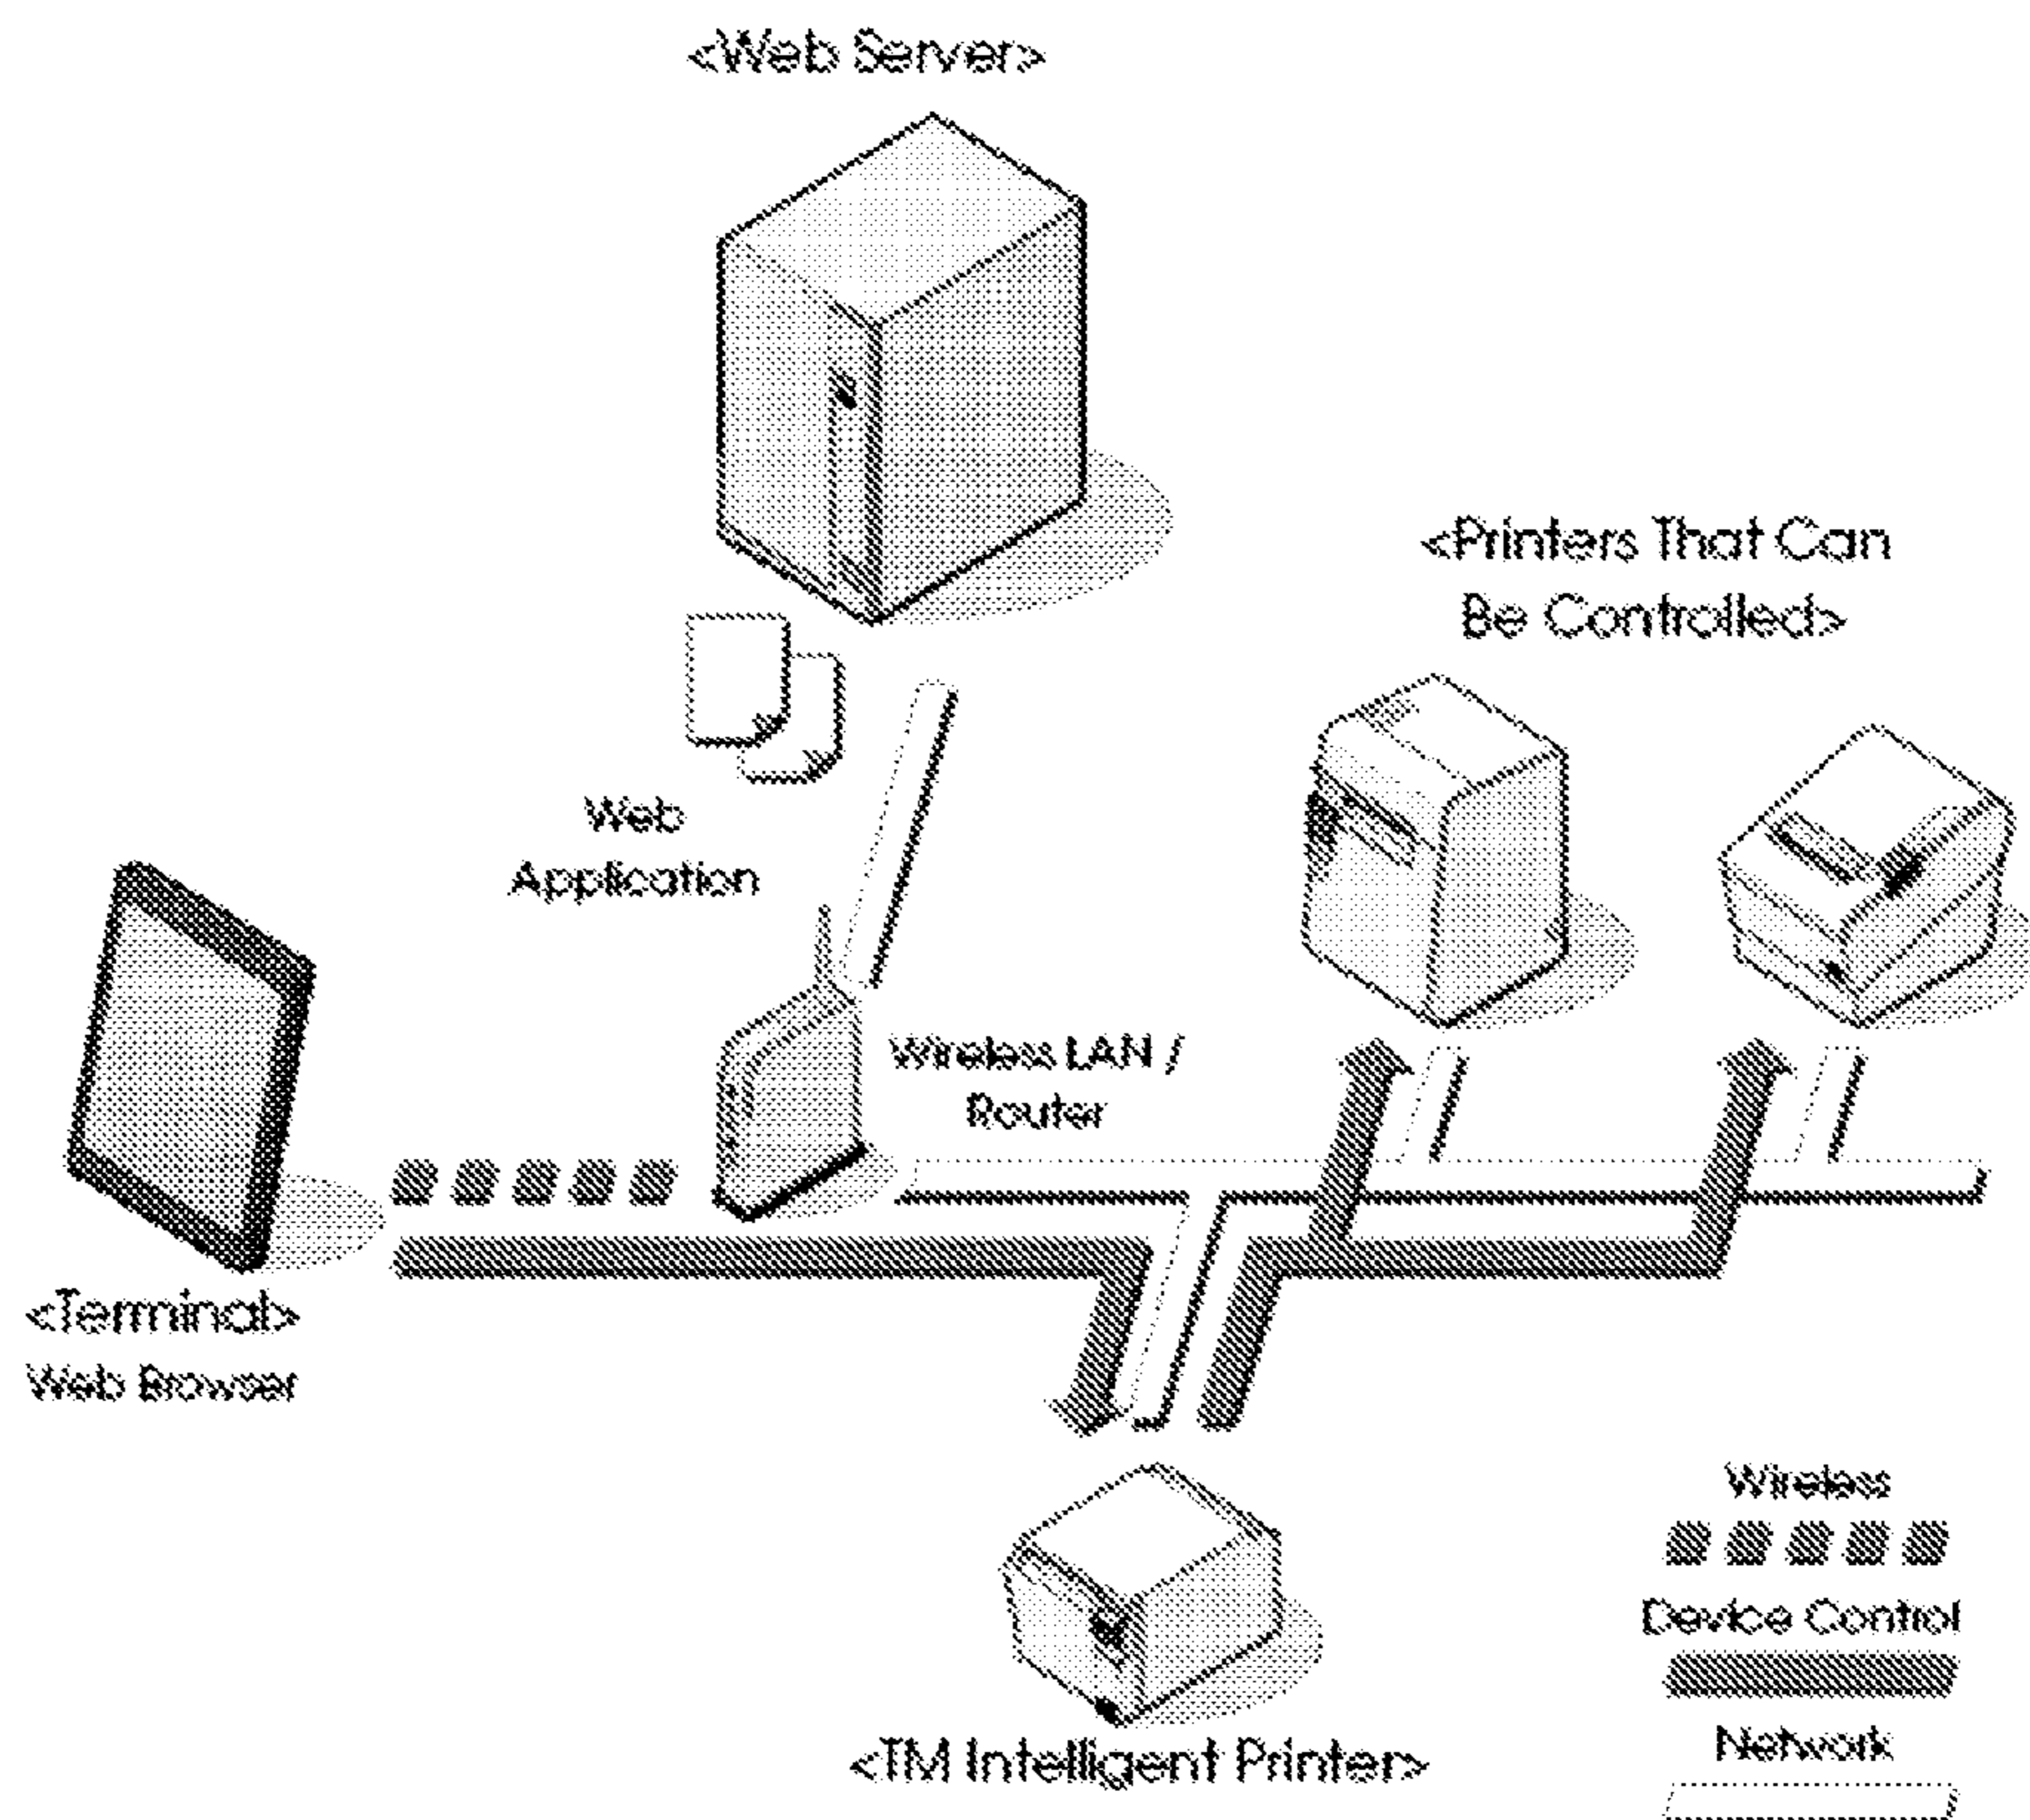 <Web Server>
<Printers That Can
Be Controlled>
Web
Application
Wireless LAN /
Router
<Terminal>
Web Browser
<TM Intelligent Printer>
Wireless
Device Control
Network